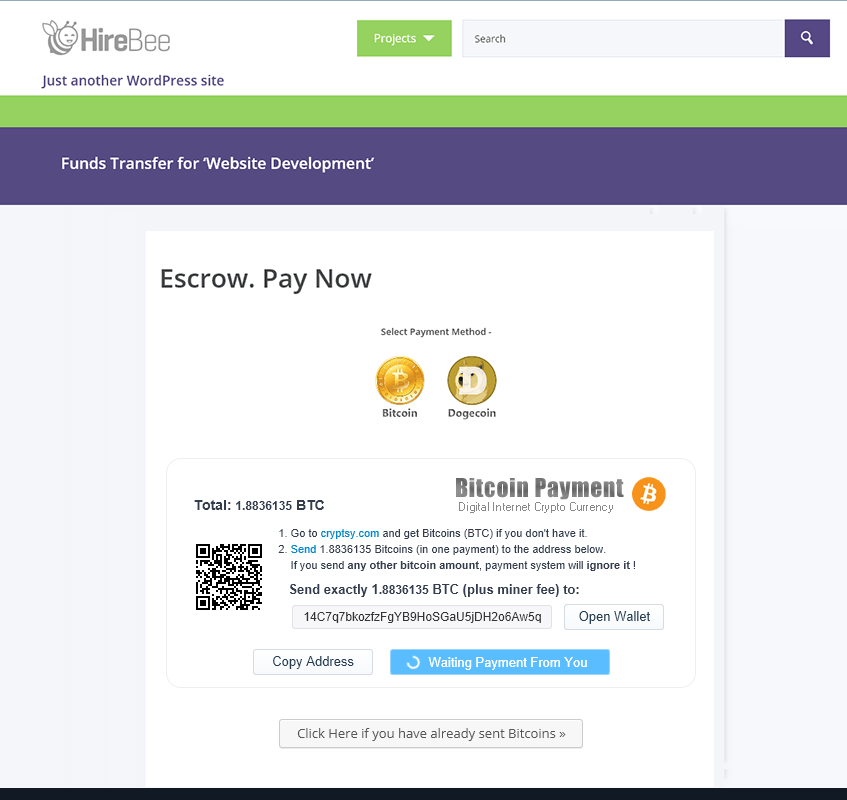 HireBee
Projects
Search
Just another WordPress site
Funds Transfer for ‘Website Development’
Escrow. Pay Now
Select Payment Method -
Bitcoin
Dogecoin
Bitcoin Payment
Digital Internet Crypto Currency
Total: 1.8836135 BTC
1. Go to cryptsy.com and get Bitcoins (BTC) if you don't have it.
2. Send 1.8836135 Bitcoins (in one payment) to the address below.
If you send any other bitcoin amount, payment system will ignore it !
Send exactly 1.8836135 BTC (plus miner fee) to:
14C7q7bkozfzFgYB9HoSGaU5jDH2o6Aw5q
Open Wallet
Copy Address
Waiting Payment From You
Click Here if you have already sent Bitcoins »